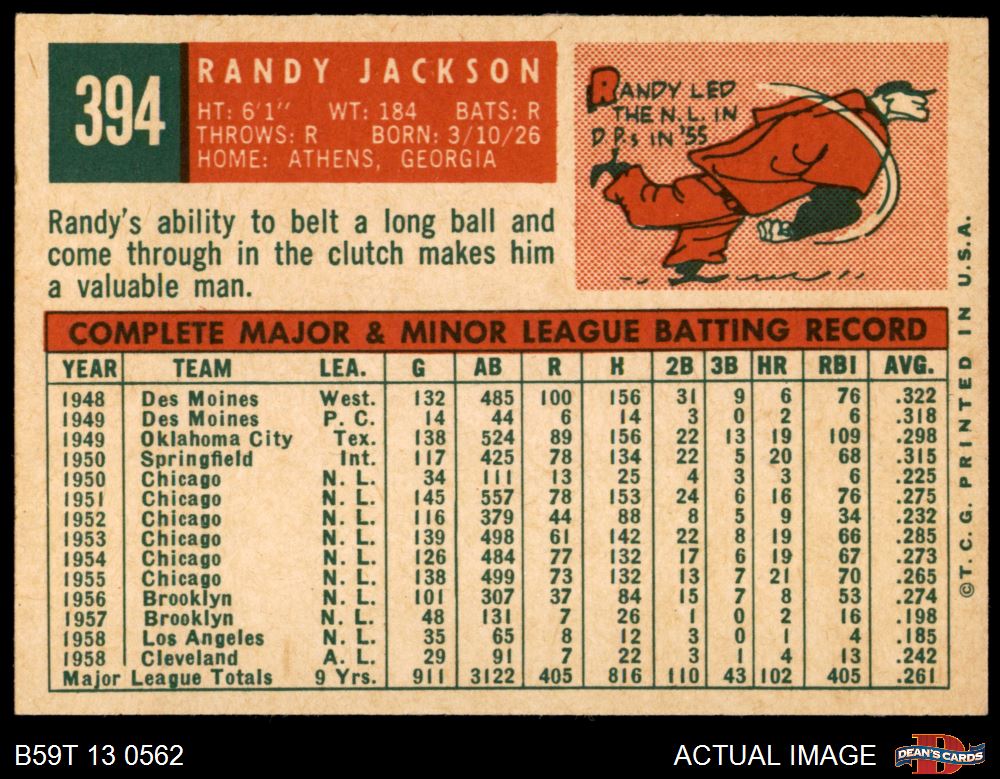 394
RANDY JACKSON
HT: 6'1" WT: 184 BATS: R
THROWS: R BORN: 3/10/26
HOME: ATHENS, GEORGIA
RANDY LED
THE N.L. IN
D.P.s IN '55
Randy's ability to belt a long ball and
come through in the clutch makes him
a valuable man.
COMPLETE MAJOR & MINOR LEAGUE BATTING RECORD
YEAR TEAM LEA. G AB R H 2B 3B HR RBI AVG.
1948 Des Moines West. 132 485 100 156 31 9 6 76 .322
1949 Des Moines P. C. 14 44 6 14 3 0 2 6 .318
1949 Oklahoma City Tex. 138 524 89 156 22 13 19 109 .298
1950 Springfield Int. 117 425 78 134 22 5 20 68 .315
1950 Chicago N. L. 34 111 13 25 4 3 3 6 .225
1951 Chicago N. L. 145 557 78 153 24 6 16 76 .275
1952 Chicago N. L. 116 379 44 88 8 5 9 34 .232
1953 Chicago N. L. 139 498 61 142 22 8 19 66 .285
1954 Chicago N. L. 126 484 77 132 17 6 19 67 .273
1955 Chicago N. L. 138 499 73 132 13 7 21 70 .265
1956 Brooklyn N. L. 101 307 37 84 15 7 8 53 .274
1957 Brooklyn N. L. 48 131 7 26 1 0 2 16 .198
1958 Los Angeles N. L. 35 65 8 12 3 0 1 4 .185
1958 Cleveland A. L. 29 91 7 22 3 1 4 13 .242
Major League Totals 9 Yrs. 911 3122 405 816 110 43 102 405 .261
©T. C. G. PRINTED IN U.S.A.
B59T 13 0562
ACTUAL IMAGE
D
DEAN'S CARDS